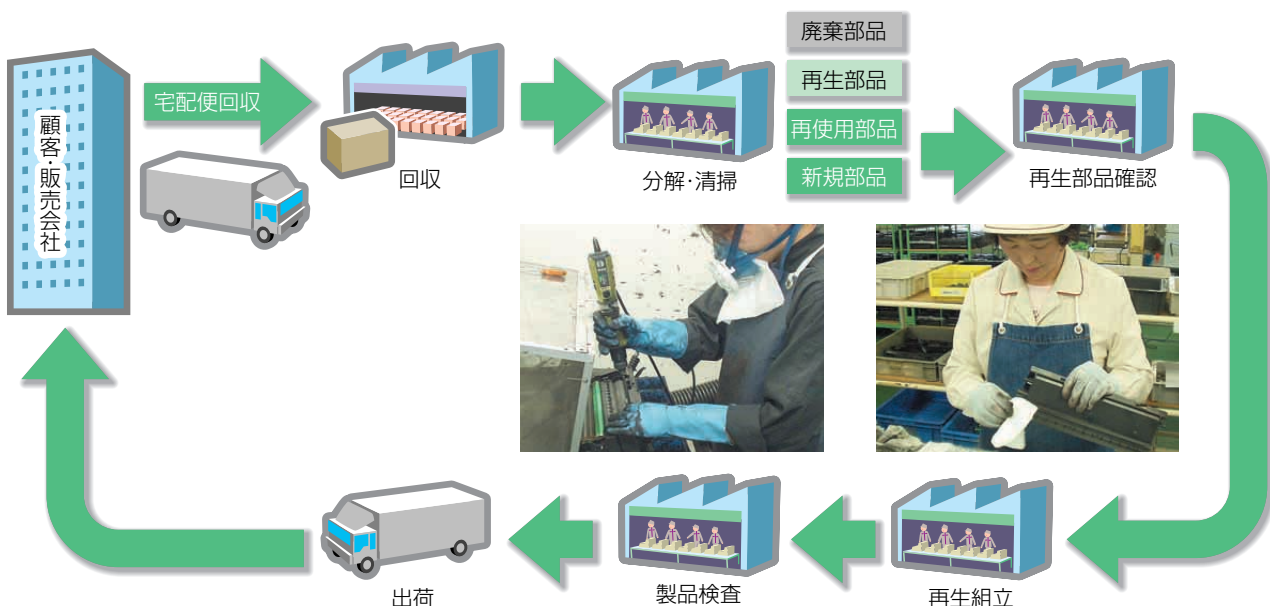 顧客・販売会社
宅配便回収
回収
分解・清掃
廃棄部品
再生部品
再使用部品
新規部品
再生部品確認
再生組立
製品検査
出荷